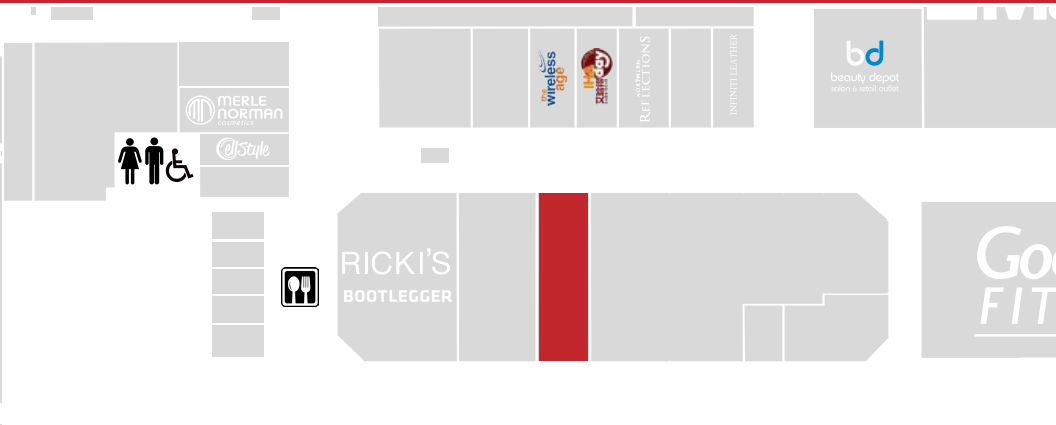 MERLE
NORMAN
COSMETICS
CellStyle
the
wireless
age
REFLECTIONS
INFINITI LEATHER
bd
beauty depot
salon & retail outlet
RICKI'S
BOOTLEGGER
FIT